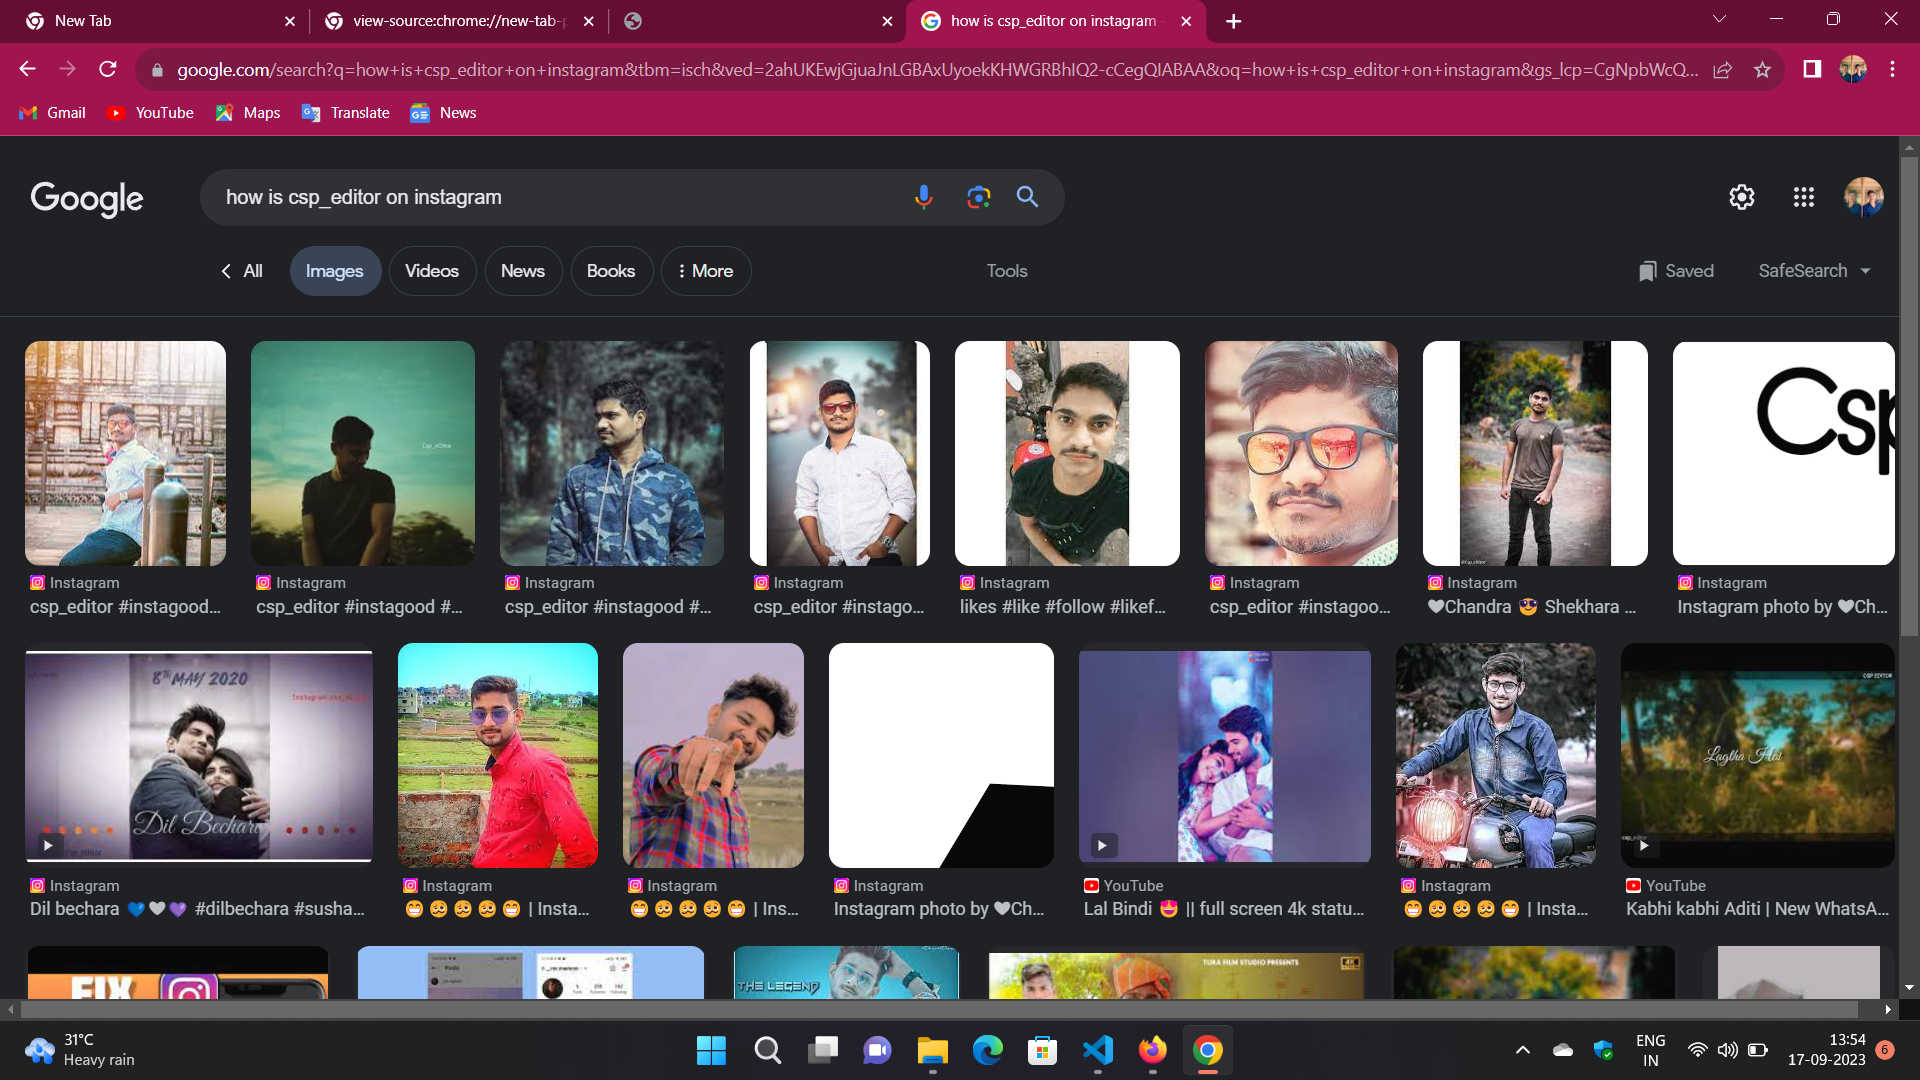 New Tab
view-source:chrome://new-tab-p
how is csp_editor on instagram -
google.com/search?q=how+is+csp_editor+on+instagram&tbm=isch&ved=2ahUKEwjGjuaJnLGBAxUyoekKHWGRBhIQ2-cCegQIABAA&oq=how+is+csp_editor+on+instagram&gs_lcp=CgNpbWcQ...
Gmail
YouTube
Maps
Translate
News
Google
how is csp_editor on instagram
All
Images
Videos
News
Books
More
Tools
Saved
SafeSearch
Csp_eDitor
Csp
Instagram
csp_editor #instagood...
Instagram
csp_editor #instagood #...
Instagram
csp_editor #instagood #...
Instagram
csp_editor #instago...
Instagram
likes #like #follow #likef...
Instagram
csp_editor #instagoo...
Instagram
🖤Chandra 😎 Shekhara ...
Instagram
Instagram photo by 🖤Ch...
8TH MAY 2020
Dil Bechara
CSP EDITOR
Lagtha Hai
Instagram
Dil bechara 💙🤍💜 #dilbechara #susha...
Instagram
😁 🥺 🥺 🥺 😁 | Insta...
Instagram
😁 🥺 🥺 🥺 😁 | Ins...
Instagram
Instagram photo by 🖤Ch...
YouTube
Lal Bindi 😍 || full screen 4k statu...
Instagram
😁 🥺 🥺 🥺 😁 | Insta...
YouTube
Kabhi kabhi Aditi | New WhatsA...
FIX
THE LEGEND
TURA FILM STUDIO PRESENTS
4K
31°C
Heavy rain
ENG
IN
13:54
17-09-2023
6